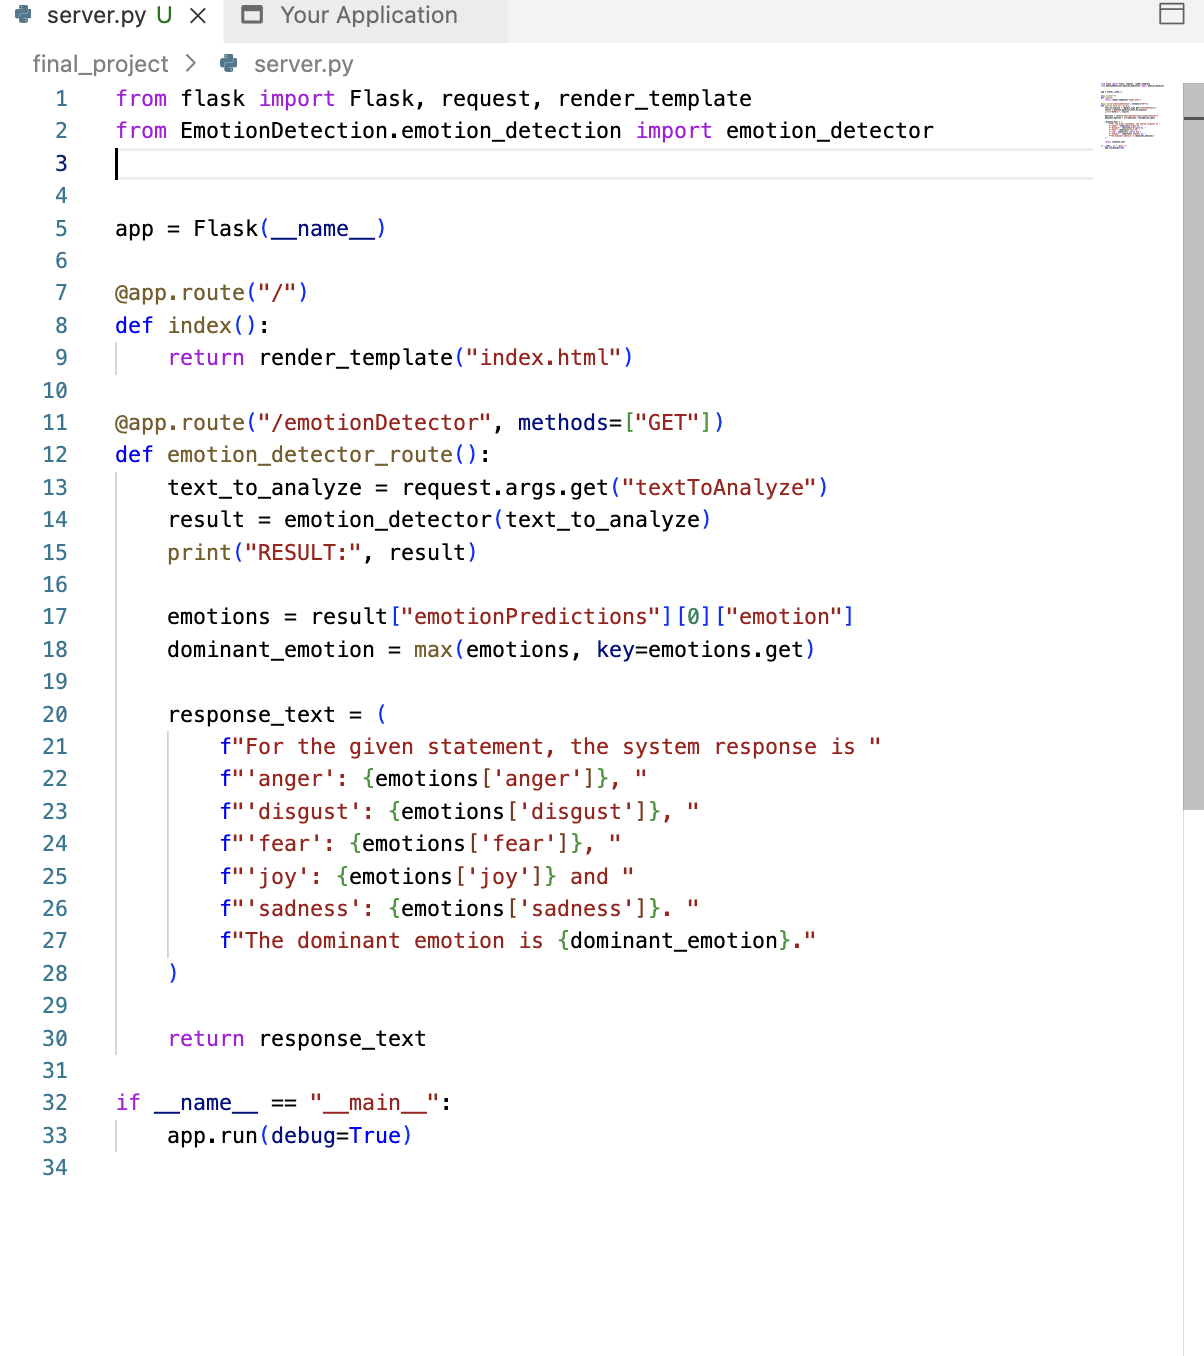 server.py U
Your Application
final_project > server.py
1 from flask import Flask, request, render_template
2 from EmotionDetection.emotion_detection import emotion_detector
3
4
5 app = Flask(__name__)
6
7 @app.route("/")
8 def index():
9     return render_template("index.html")
10
11 @app.route("/emotionDetector", methods=["GET"])
12 def emotion_detector_route():
13     text_to_analyze = request.args.get("textToAnalyze")
14     result = emotion_detector(text_to_analyze)
15     print("RESULT:", result)
16
17     emotions = result["emotionPredictions"][0]["emotion"]
18     dominant_emotion = max(emotions, key=emotions.get)
19
20     response_text = (
21         f"For the given statement, the system response is "
22         f"'anger': {emotions['anger']}, "
23         f"'disgust': {emotions['disgust']}, "
24         f"'fear': {emotions['fear']}, "
25         f"'joy': {emotions['joy']} and "
26         f"'sadness': {emotions['sadness']}. "
27         f"The dominant emotion is {dominant_emotion}."
28     )
29
30     return response_text
31
32 if __name__ == "__main__":
33     app.run(debug=True)
34